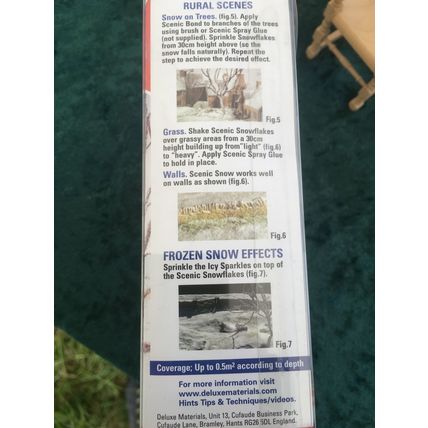 RURAL SCENES
Snow on Trees. (fig.5). Apply
Scenic Bond to branches of the trees
using brush or Scenic Spray Glue
(not supplied). Sprinkle Snowflakes
from 30cm height above (so the
snow falls naturally). Repeat the
step to achieve the desired effect.
Fig.5
Grass. Shake Scenic Snowflakes
over grassy areas from a 30cm
height building up from"light" (fig.6)
to "heavy". Apply Scenic Spray Glue
to hold in place.
Walls. Scenic Snow works well
on walls as shown (fig.6).
Fig.6
FROZEN SNOW EFFECTS
Sprinkle the Icy Sparkles on top of
the Scenic Snowflakes (fig.7).
Fig.7
Coverage; Up to 0.5m² according to depth
For more information visit
www.deluxematerials.com
Hints Tips & Techniques/videos.
Deluxe Materials, Unit 13, Cufaude Business Park,
Cufaude Lane, Bramley, Hants RG26 5DL England.